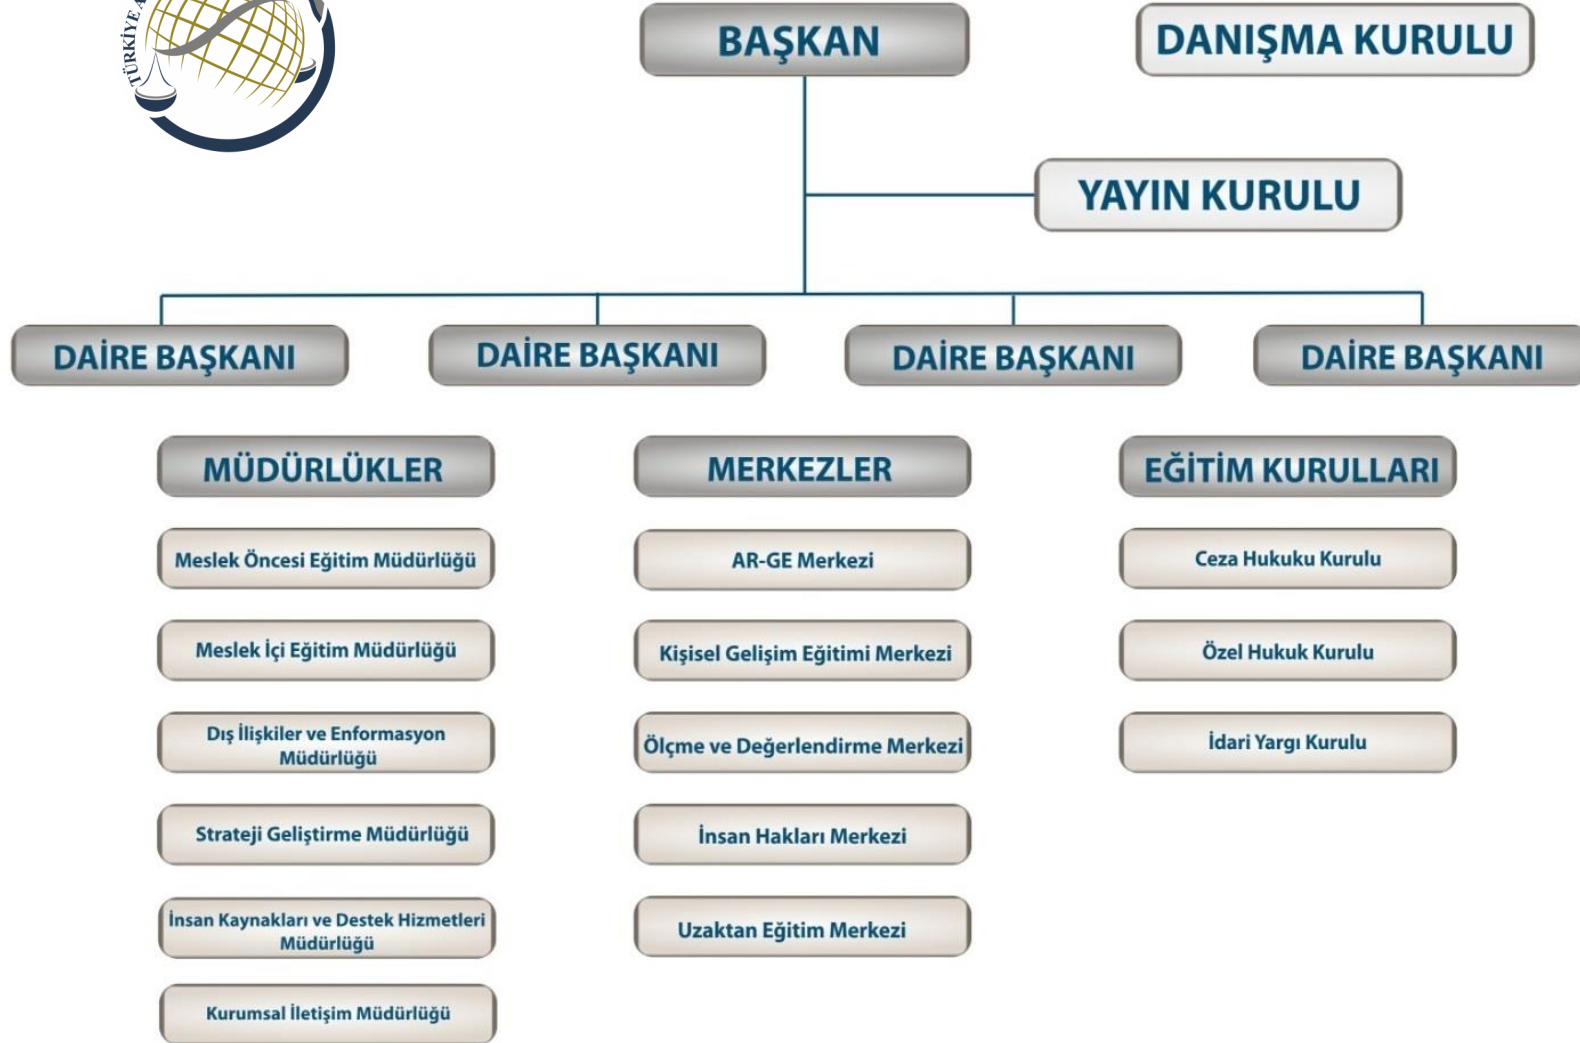 TÜRKİYE
BAŞKAN
DANIŞMA KURULU
YAYIN KURULU
DAİRE BAŞKANI
DAİRE BAŞKANI
DAİRE BAŞKANI
DAİRE BAŞKANI
MÜDÜRLÜKLER
Meslek Öncesi Eğitim Müdürlüğü
Meslek İçi Eğitim Müdürlüğü
Dış İlişkiler ve Enformasyon
Müdürlüğü
Strateji Geliştirme Müdürlüğü
İnsan Kaynakları ve Destek Hizmetleri
Müdürlüğü
Kurumsal İletişim Müdürlüğü
MERKEZLER
AR-GE Merkezi
Kişisel Gelişim Eğitimi Merkezi
Ölçme ve Değerlendirme Merkezi
İnsan Hakları Merkezi
Uzaktan Eğitim Merkezi
EĞİTİM KURULLARI
Ceza Hukuku Kurulu
Özel Hukuk Kurulu
İdari Yargı Kurulu